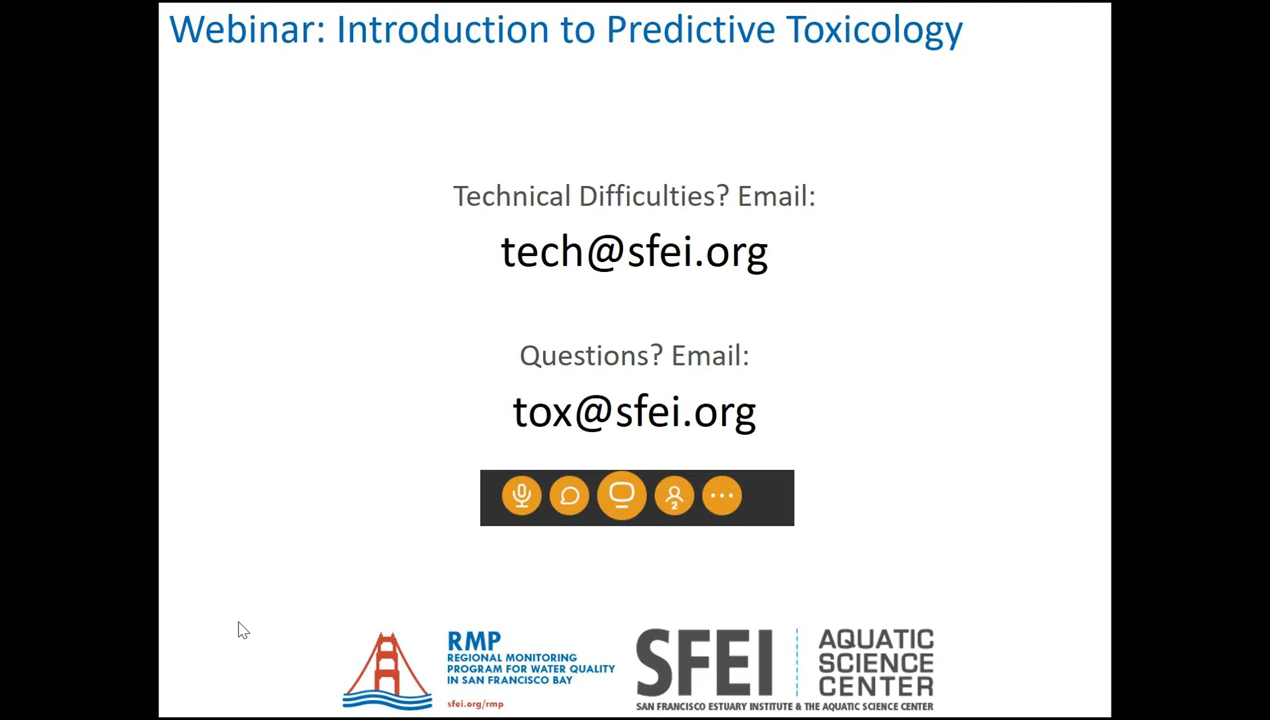 Webinar: Introduction to Predictive Toxicology
Technical Difficulties? Email:
tech@sfei.org
Questions? Email:
tox@sfei.org
2
RMP
REGIONAL MONITORING
PROGRAM FOR WATER QUALITY
IN SAN FRANCISCO BAY
sfei.org/rmp
SFEI
AQUATIC
SCIENCE
CENTER
SAN FRANCISCO ESTUARY INSTITUTE & THE AQUATIC SCIENCE CENTER